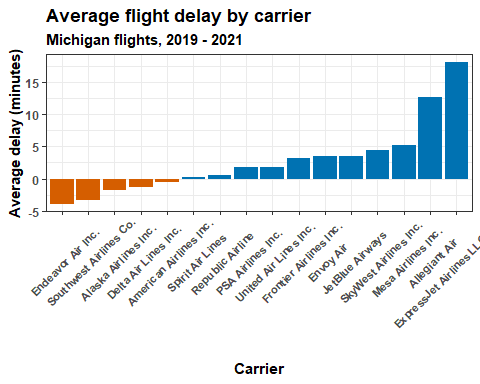 Average flight delay by carrier
Michigan flights, 2019 - 2021
Average delay (minutes)
15
10
5
0
-5
Endeavor Air Inc.
Southwest Airlines Co.
Alaska Airlines Inc.
Delta Air Lines Inc.
American Airlines Inc.
Spirit Air Lines
Republic Airline
PSA Airlines Inc.
United Air Lines Inc.
Frontier Airlines Inc.
Envoy Air
JetBlue Airways
SkyWest Airlines Inc.
Mesa Airlines Inc.
Allegiant Air
ExpressJet Airlines LL
Carrier